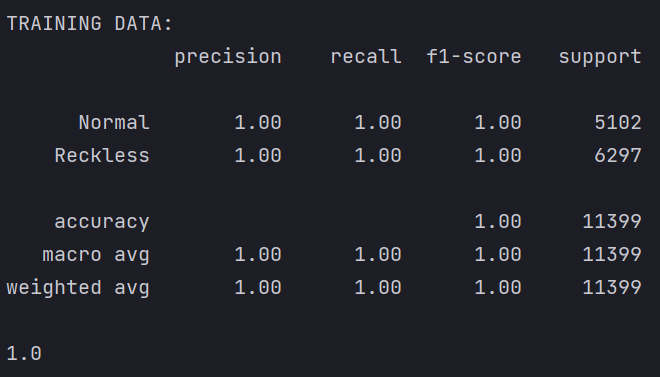 TRAINING DATA:
precision recall f1-score support
Normal 1.00 1.00 1.00 5102
Reckless 1.00 1.00 1.00 6297
accuracy 1.00 11399
macro avg 1.00 1.00 1.00 11399
weighted avg 1.00 1.00 1.00 11399
1.0